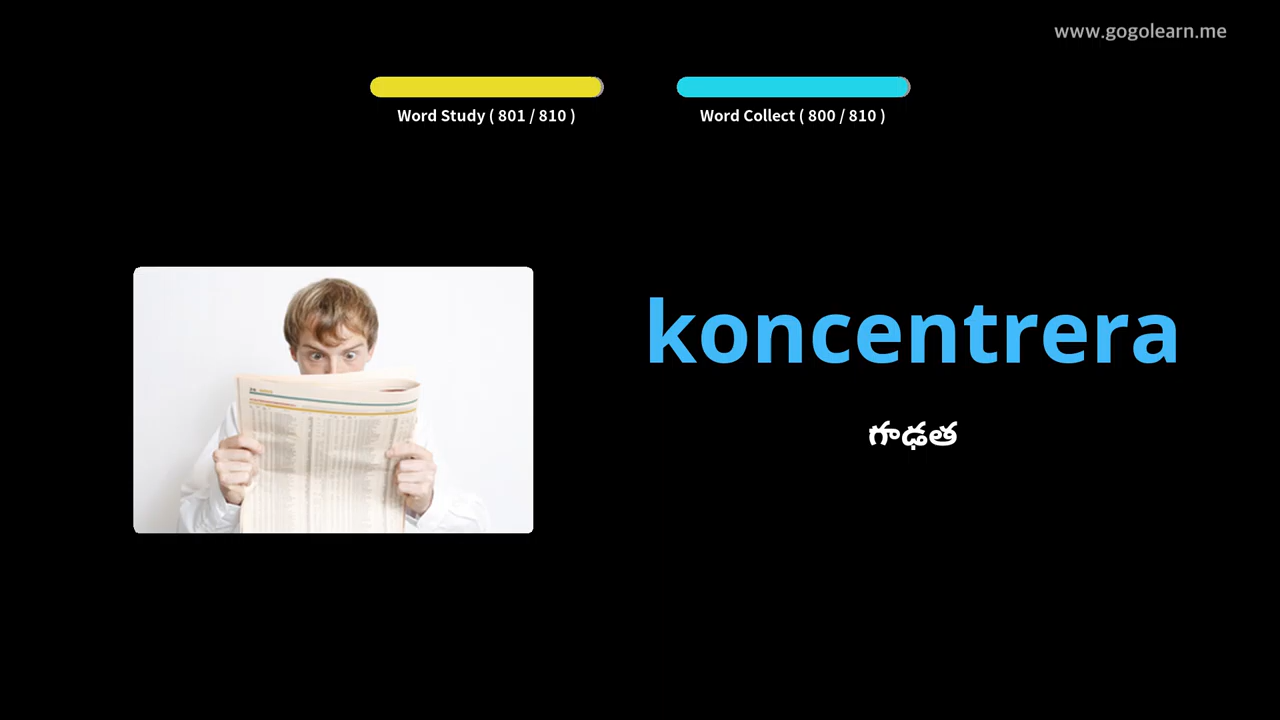 www.gogolearn.me
Word Study ( 801 / 810 )
Word Collect ( 800 / 810 )
koncentrera
గాఢత